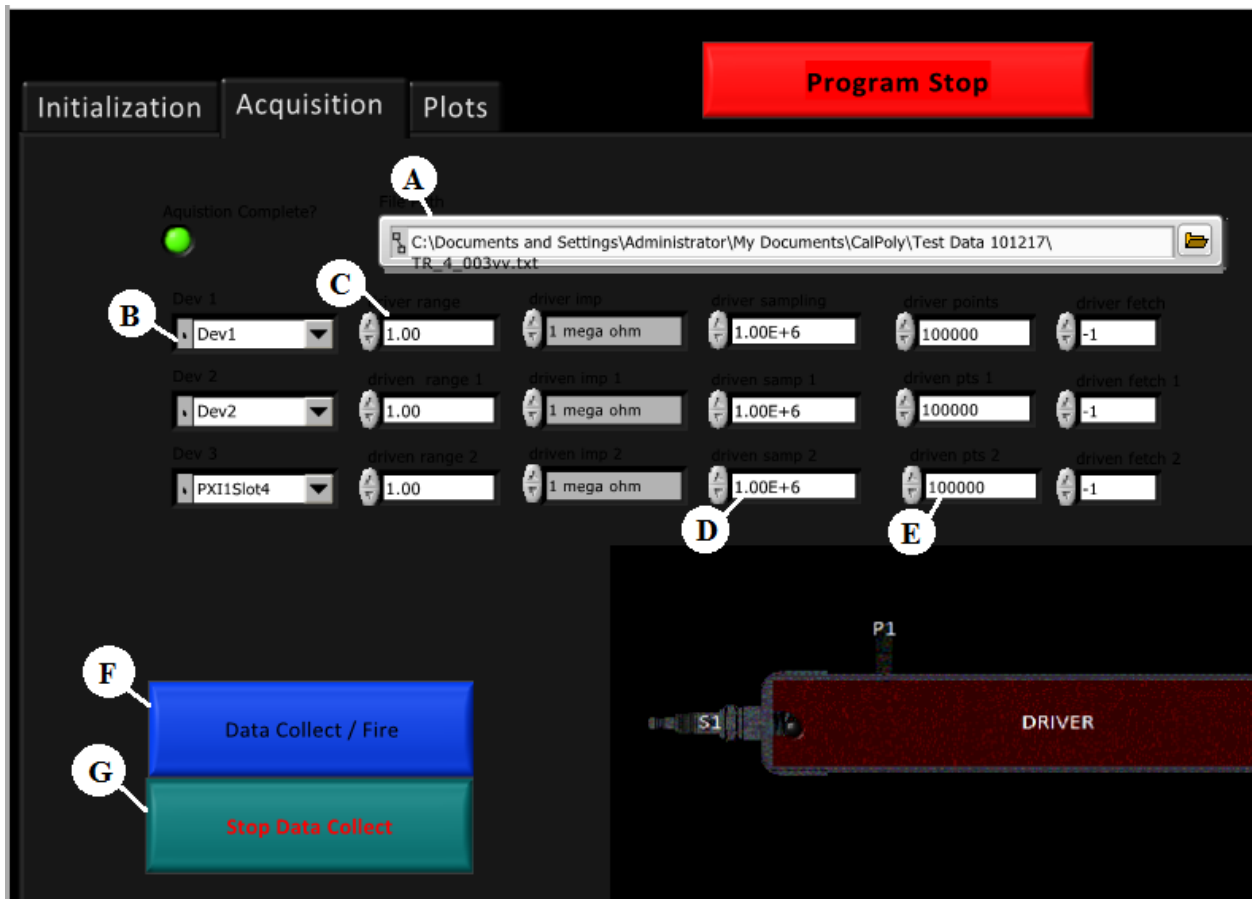 Program Stop
Initialization
Acquisition
Plots
A
Aquistion Complete?
File Path
C:\Documents and Settings\Administrator\My Documents\CalPoly\Test Data 101217\
TR_4_003vv.txt
C
B
Dev 1
driver range
driver imp
driver sampling
driver points
driver fetch
Dev1
1.00
1 mega ohm
1.00E+6
100000
-1
Dev 2
driven range 1
driven imp 1
driven samp 1
driven pts 1
driven fetch 1
Dev2
1.00
1 mega ohm
1.00E+6
100000
-1
Dev 3
driven range 2
driven imp 2
driven samp 2
driven pts 2
driven fetch 2
PXI1Slot4
1.00
1 mega ohm
1.00E+6
100000
-1
D
E
P1
F
S1
DRIVER
Data Collect / Fire
G
Stop Data Collect